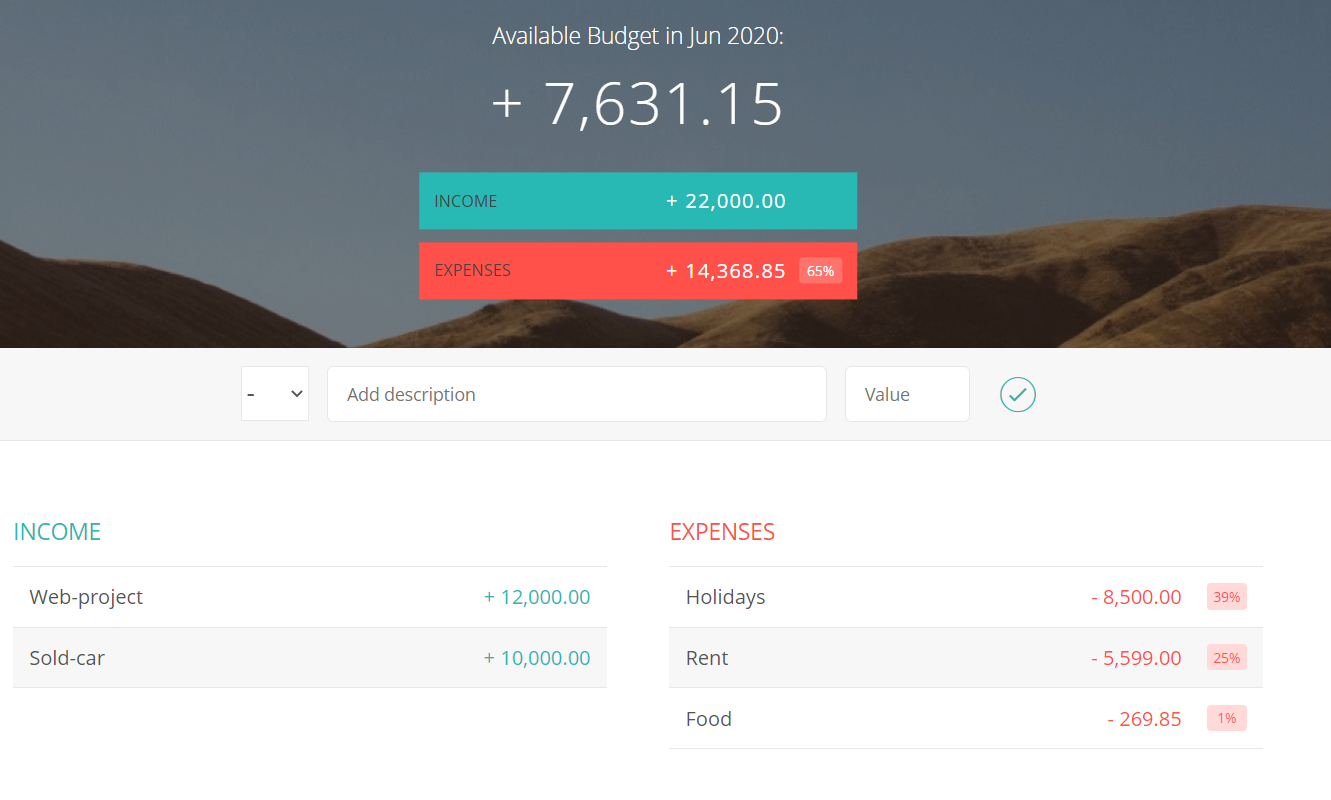 Available Budget in Jun 2020:
+ 7,631.15
INCOME + 22,000.00
EXPENSES + 14,368.85 65%
- Add description Value
INCOME
Web-project + 12,000.00
Sold-car + 10,000.00
EXPENSES
Holidays - 8,500.00 39%
Rent - 5,599.00 25%
Food - 269.85 1%